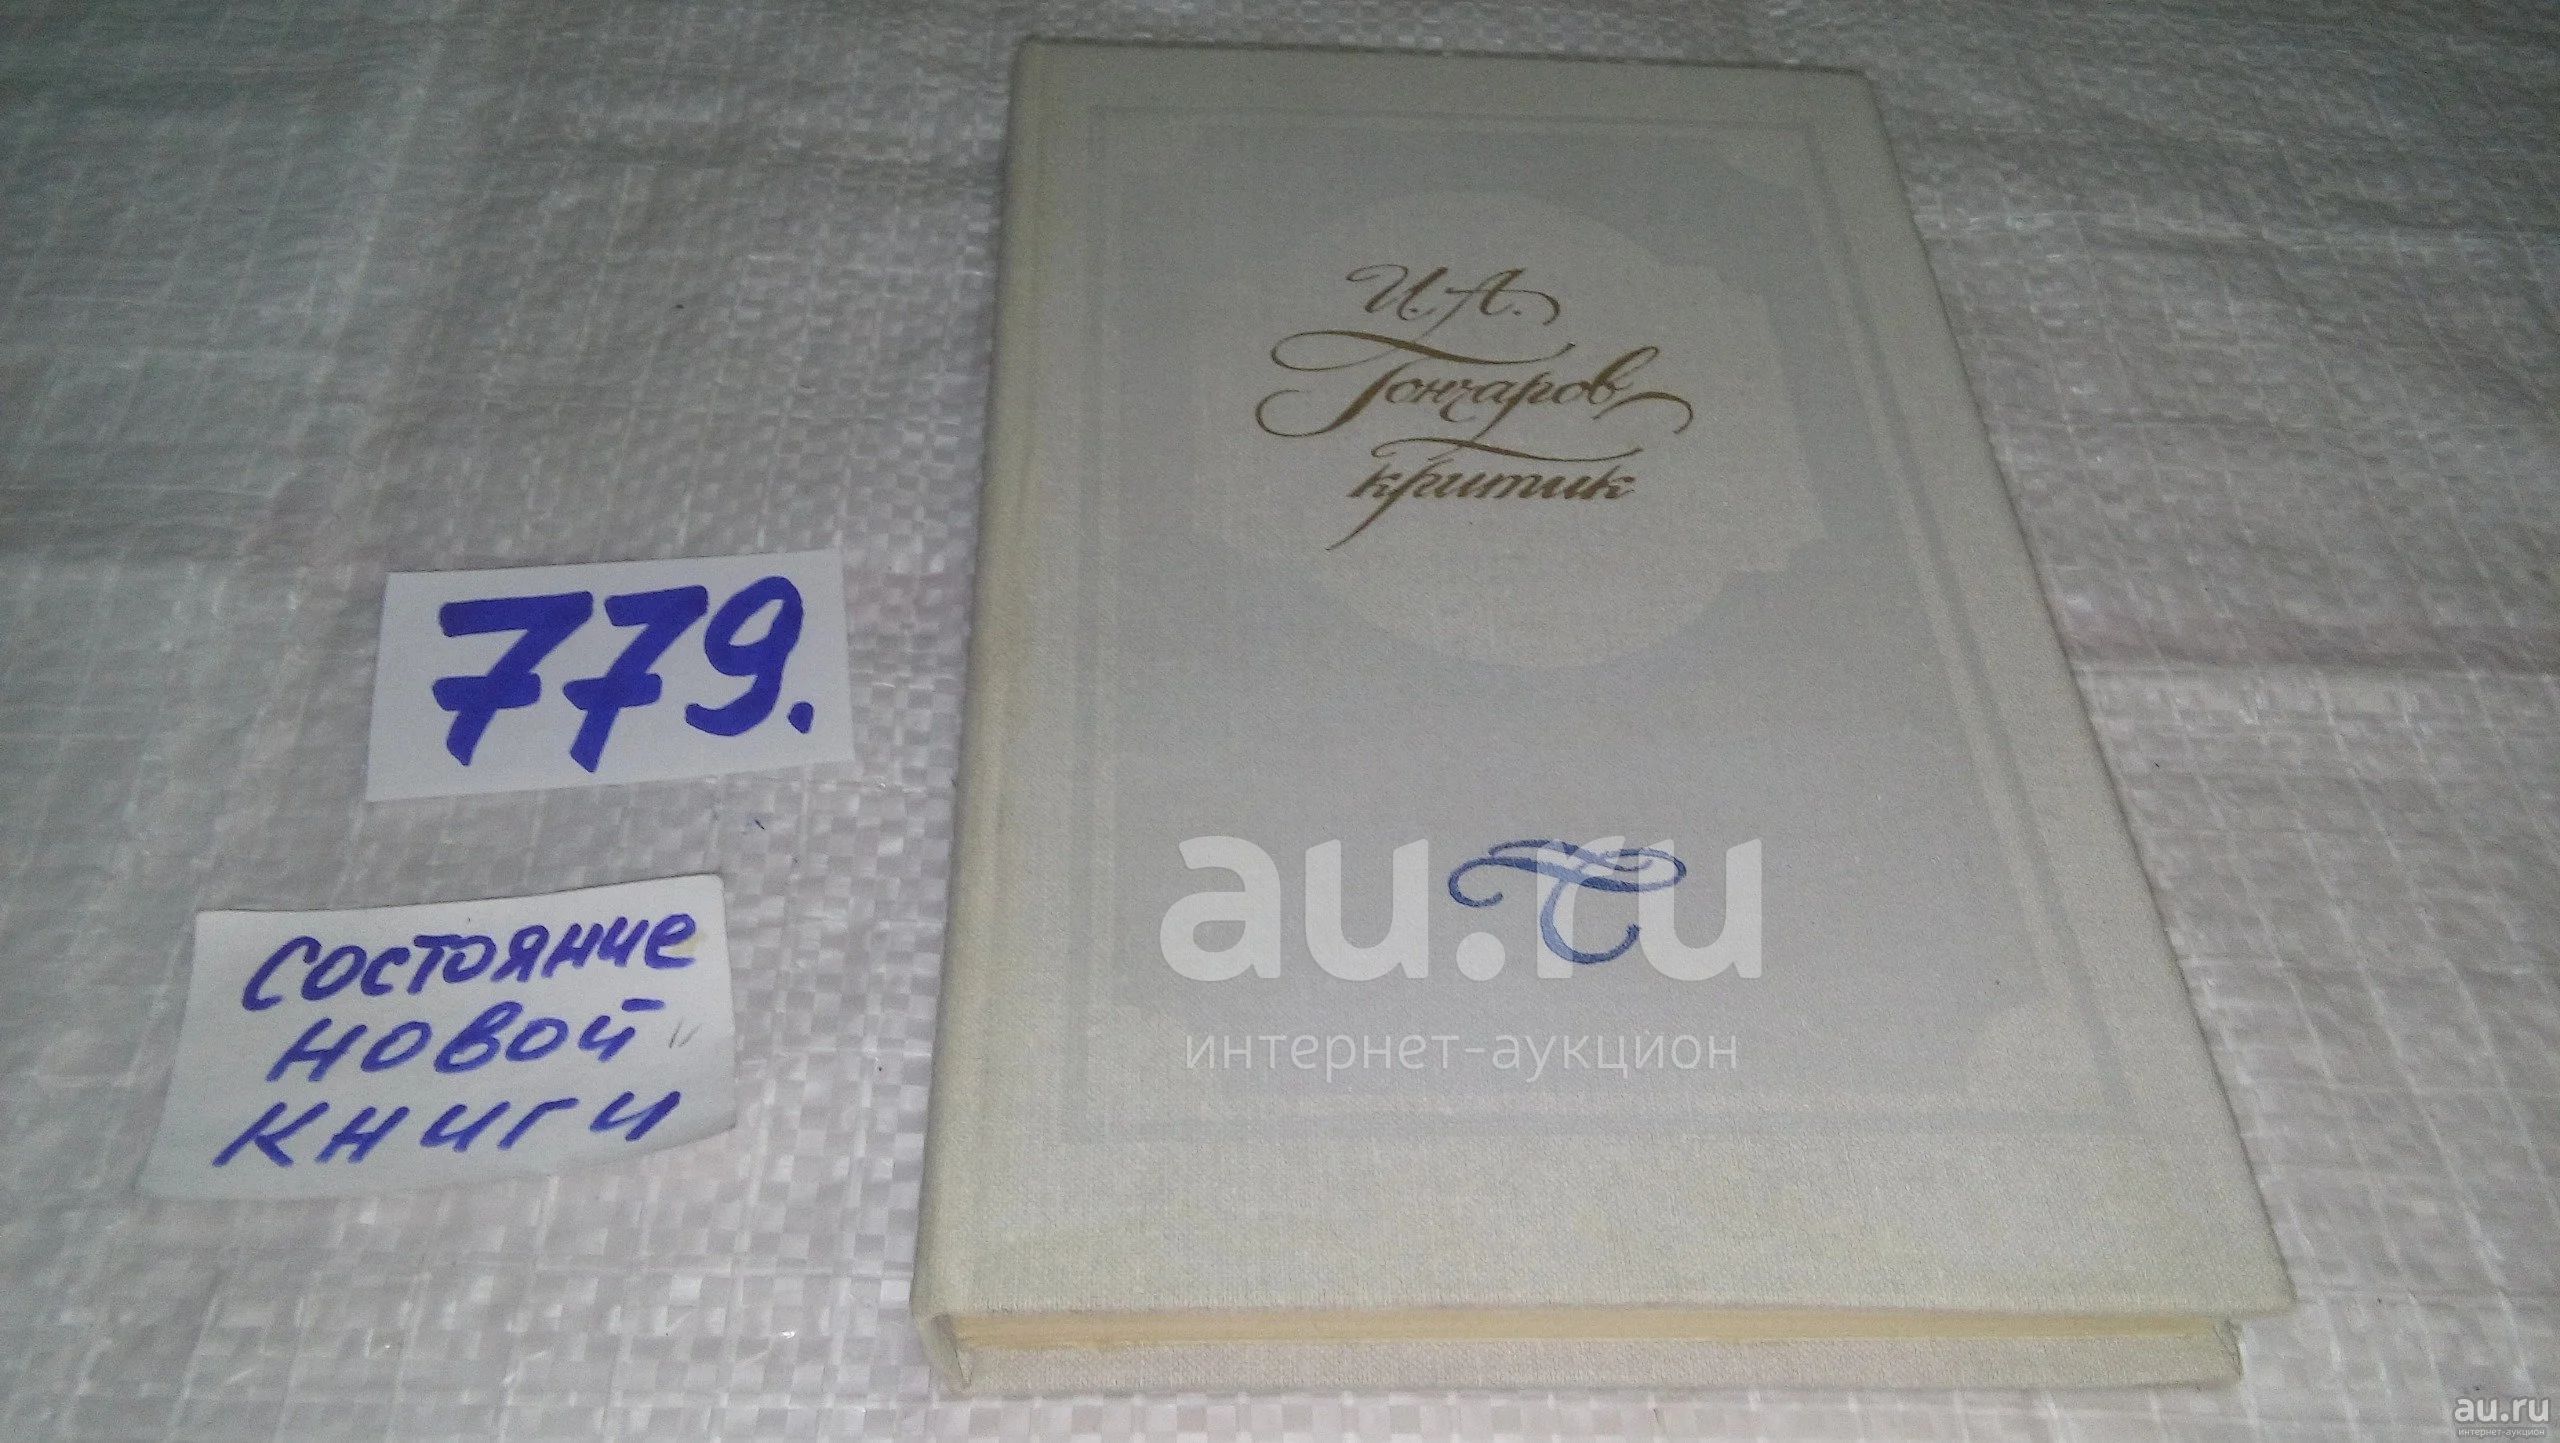 И. А.
Гончаров
критик
779.
состояние
новой
книги
au.ru
интернет-аукцион
au.ru
интернет-аукцион